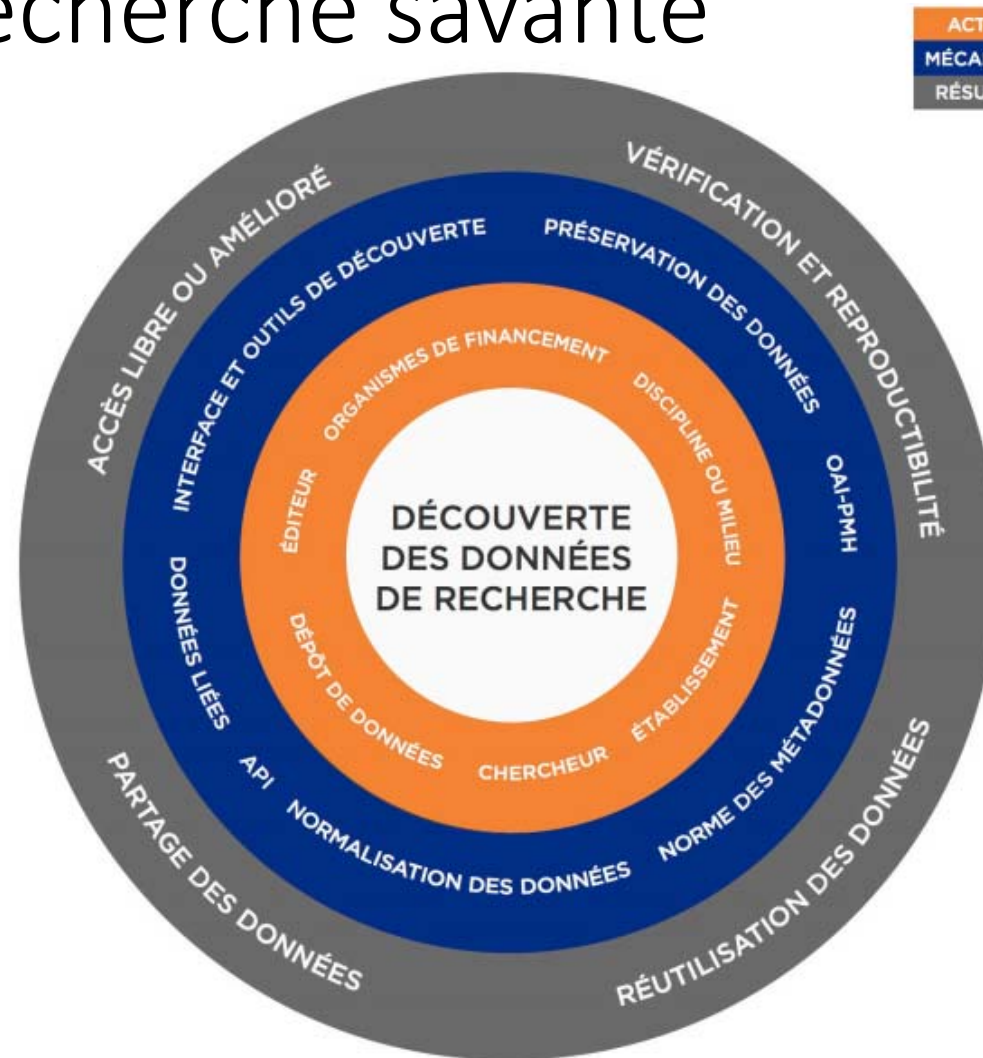 echerche savante
ACT
MÉCA
RÉSU
ACCÈS LIBRE OU AMÉLIORÉ
VÉRIFICATION ET REPRODUCTIBILITÉ
RÉUTILISATION DES DONNÉES
PARTAGE DES DONNÉES
INTERFACE ET OUTILS DE DÉCOUVERTE
PRÉSERVATION DES DONNÉES
OAI-PMH
NORME DES MÉTADONNÉES
NORMALISATION DES DONNÉES
API
DONNÉES LIÉES
ORGANISMES DE FINANCEMENT
DISCIPLINE OU MILIEU
ÉTABLISSEMENT
CHERCHEUR
DÉPÔT DE DONNÉES
ÉDITEUR
DÉCOUVERTE
DES DONNÉES
DE RECHERCHE